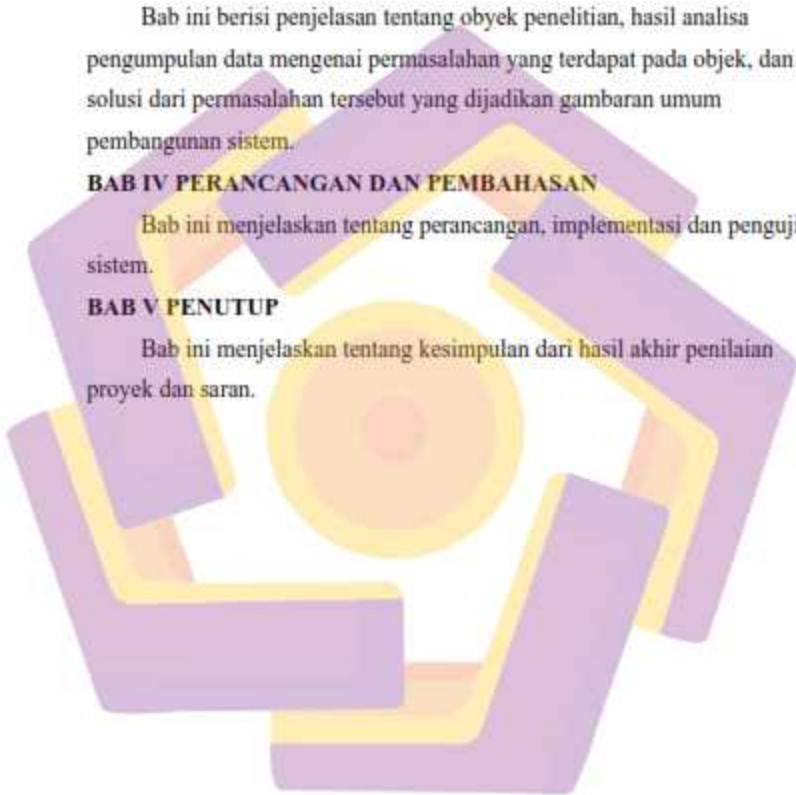 Bab ini berisi penjelasan tentang obyek penelitian, hasil analisa
pengumpulan data mengenai permasalahan yang terdapat pada objek, dan
solusi dari permasalahan tersebut yang dijadikan gambaran umum
pembangunan sistem.
BAB IV PERANCANGAN DAN PEMBAHASAN
Bab ini menjelaskan tentang perancangan, implementasi dan penguji
sistem.
BAB V PENUTUP
Bab ini menjelaskan tentang kesimpulan dari hasil akhir penilaian
proyek dan saran.